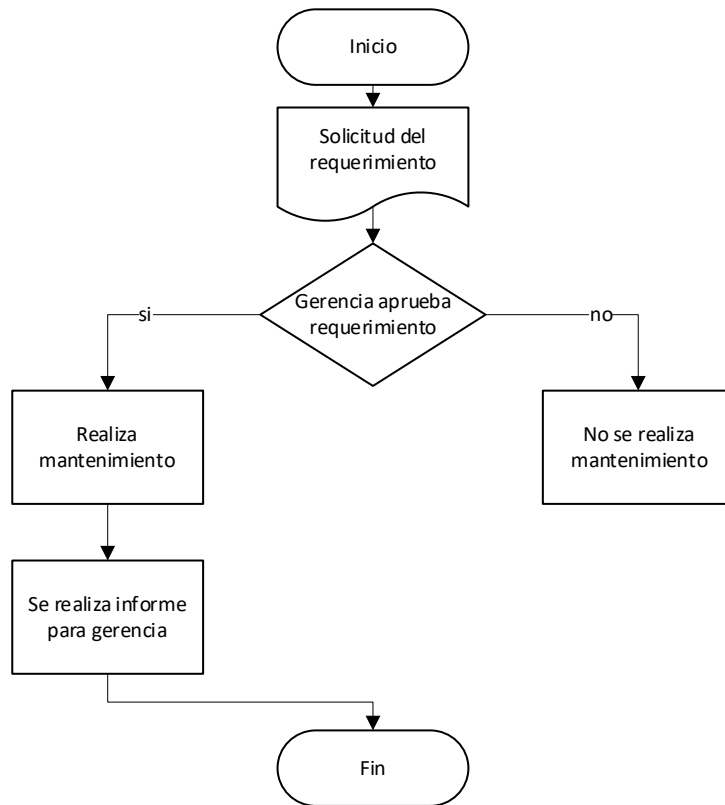 Inicio
Solicitud del
requerimiento
Gerencia aprueba
requerimiento
si
no
Realiza
mantenimiento
No se realiza
mantenimiento
Se realiza informe
para gerencia
Fin